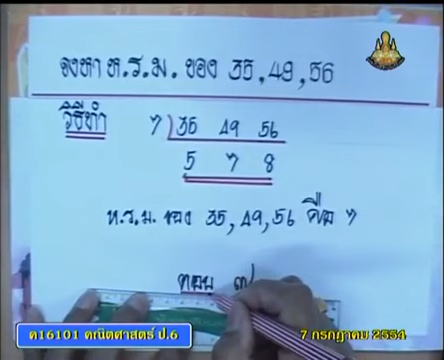 จงหา ห.ร.ม. ของ 35, 49, 56
วิธีทำ 7 ) 35 49 56
5 7 8
ห.ร.ม. ของ 35, 49, 56 คือ 7
ตอบ ๗
ค16101 คณิตศาสตร์ ป.6
7 กรกฎาคม 2554